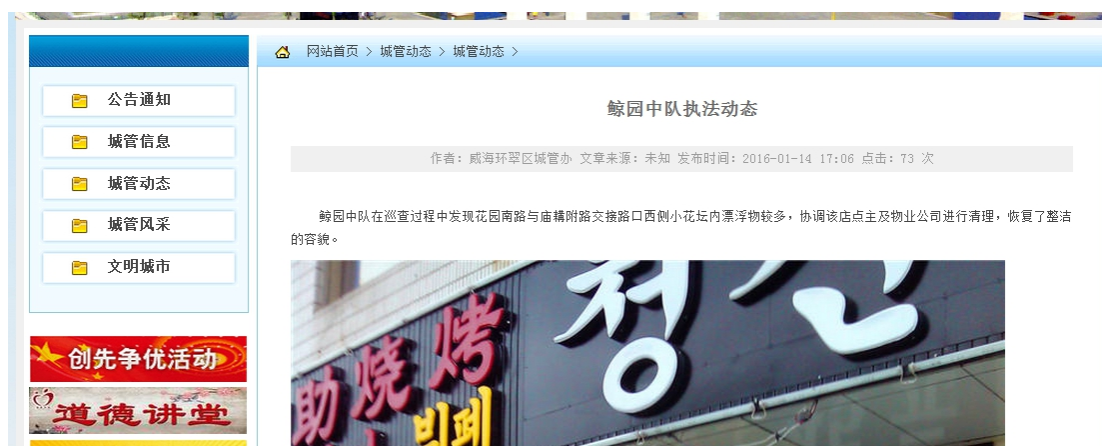 网站首页 > 城管动态 > 城管动态 >
公告通知
城管信息
城管动态
城管风采
文明城市
创先争优活动
道德讲堂
鲸园中队执法动态
作者：威海环翠区城管办 文章来源：未知 发布时间：2016-01-14 17:06 点击：73 次
鲸园中队在巡查过程中发现花园南路与庙耩附路交接路口西侧小花坛内漂浮物较多，协调该店点主及物业公司进行清理，恢复了整洁
的容貌。
助烧烤